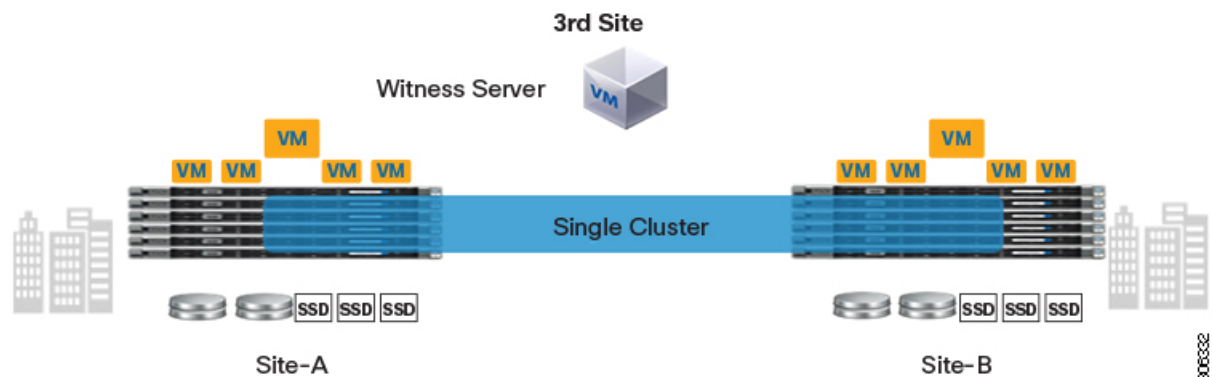 3rd Site
Witness Server
VM
VM
VM
VM VM VM VM
VM VM VM VM
Single Cluster
SSD SSD SSD
SSD SSD SSD
Site-A
Site-B
306332